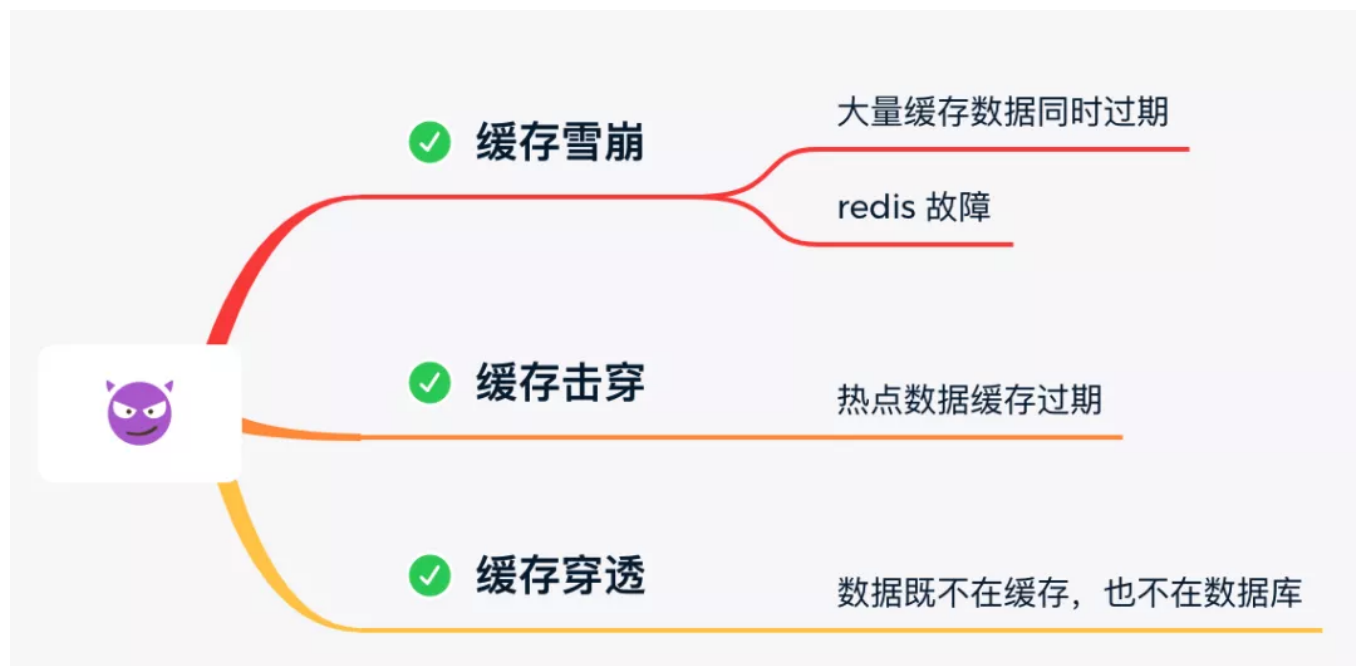 缓存雪崩
大量缓存数据同时过期
redis 故障
缓存击穿
热点数据缓存过期
缓存穿透
数据既不在缓存，也不在数据库